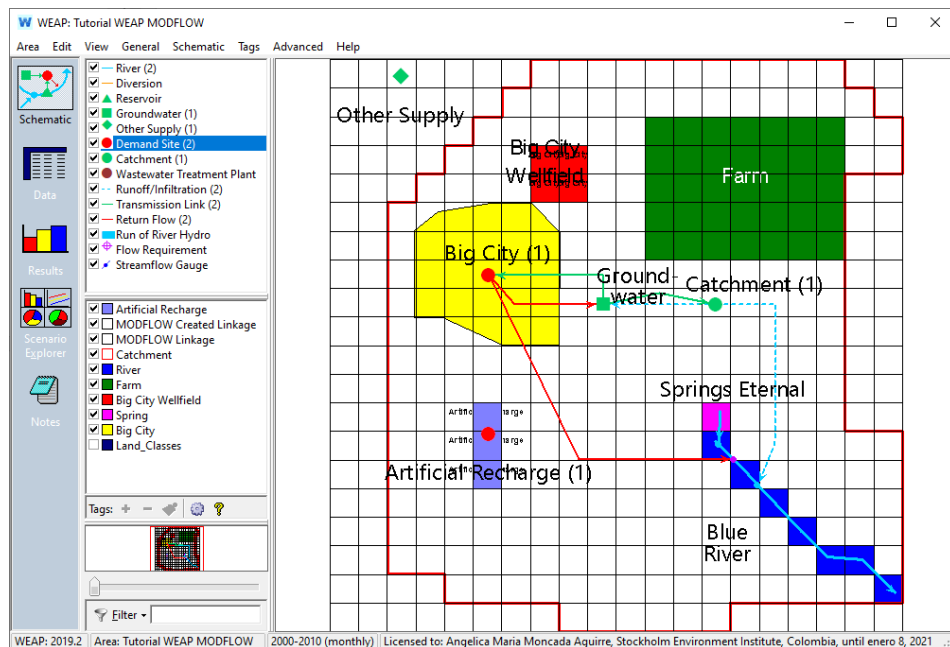 WEAP: Tutorial WEAP MODFLOW
Area Edit View General Schematic Tags Advanced Help
Schematic
Data
Results
Scenario
Explorer
Notes
River (2)
Diversion
Reservoir
Groundwater (1)
Other Supply (1)
Demand Site (2)
Catchment (1)
Wastewater Treatment Plant
Runoff/Infiltration (2)
Transmission Link (2)
Return Flow (2)
Run of River Hydro
Flow Requirement
Streamflow Gauge
Artificial Recharge
MODFLOW Created Linkage
MODFLOW Linkage
Catchment
River
Farm
Big City Wellfield
Spring
Big City
Land_Classes
Tags:
Filter
Other Supply
Big City
Wellfield
Farm
Big City (1)
Ground-
water
Catchment (1)
Springs Eternal
Artificial Recharge (1)
Blue
River
WEAP: 2019.2 Area: Tutorial WEAP MODFLOW 2000-2010 (monthly) Licensed to: Angelica Maria Moncada Aguirre, Stockholm Environment Institute, Colombia, until enero 8, 2021